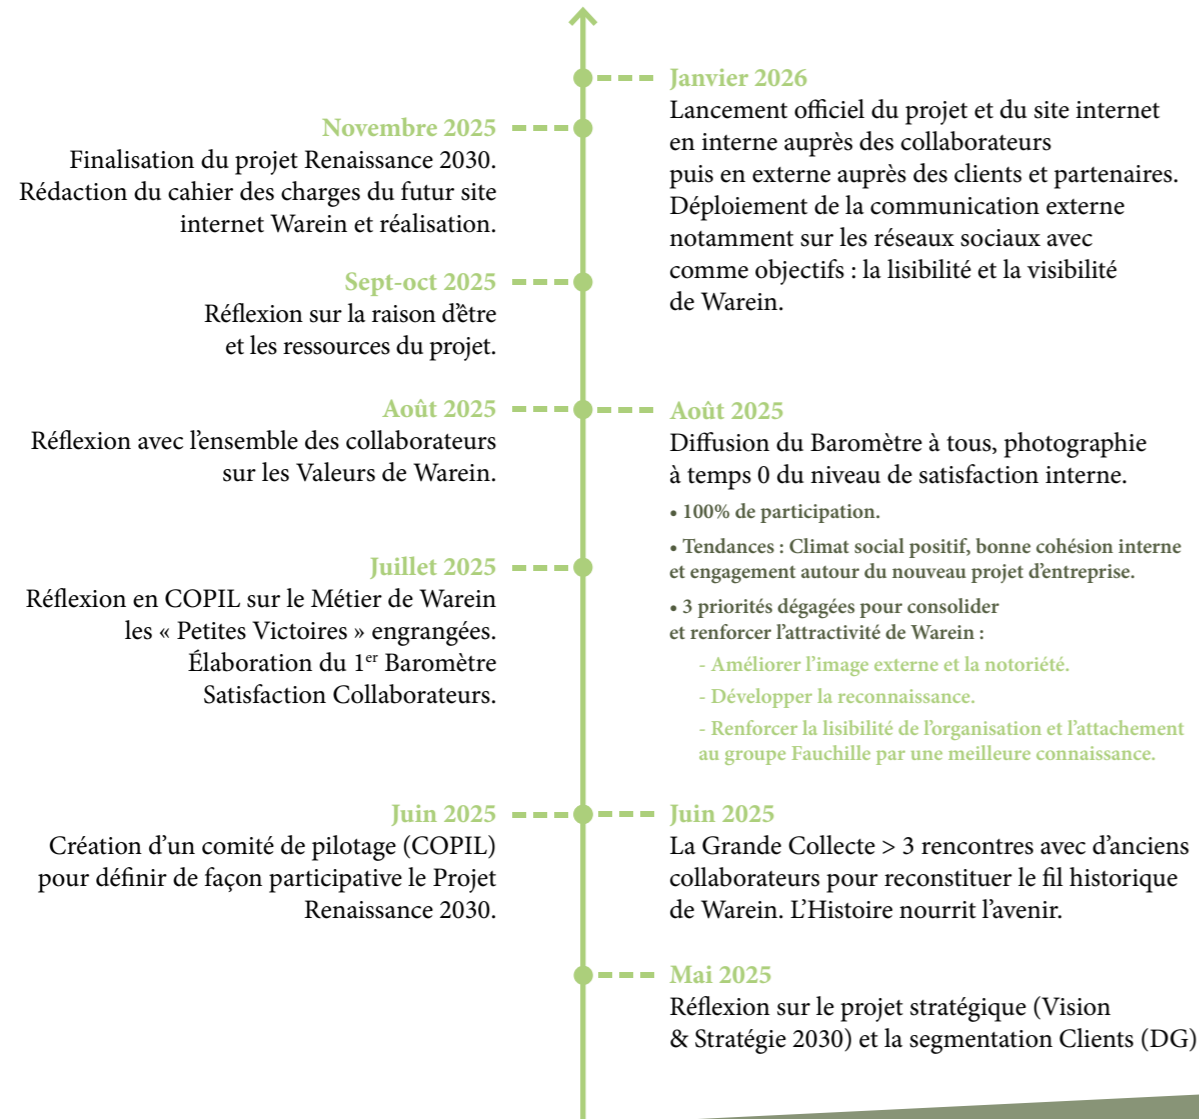 Janvier 2026
Lancement officiel du projet et du site internet
en interne auprès des collaborateurs
puis en externe auprès des clients et partenaires.
Déploiement de la communication externe
notamment sur les réseaux sociaux avec
comme objectifs : la lisibilité et la visibilité
de Warein.
Novembre 2025
Finalisation du projet Renaissance 2030.
Rédaction du cahier des charges du futur site
internet Warein et réalisation.
Sept-oct 2025
Réflexion sur la raison d'être
et les ressources du projet.
Août 2025
Réflexion avec l'ensemble des collaborateurs
sur les Valeurs de Warein.
Août 2025
Diffusion du Baromètre à tous, photographie
à temps 0 du niveau de satisfaction interne.
• 100% de participation.
• Tendances : Climat social positif, bonne cohésion interne
et engagement autour du nouveau projet d'entreprise.
• 3 priorités dégagées pour consolider
et renforcer l'attractivité de Warein :
- Améliorer l'image externe et la notoriété.
- Développer la reconnaissance.
- Renforcer la lisibilité de l'organisation et l'attachement
au groupe Fauchille par une meilleure connaissance.
Juillet 2025
Réflexion en COPIL sur le Métier de Warein
les « Petites Victoires » engrangées.
Élaboration du 1er Baromètre
Satisfaction Collaborateurs.
Juin 2025
Création d'un comité de pilotage (COPIL)
pour définir de façon participative le Projet
Renaissance 2030.
Juin 2025
La Grande Collecte > 3 rencontres avec d'anciens
collaborateurs pour reconstituer le fil historique
de Warein. L'Histoire nourrit l'avenir.
Mai 2025
Réflexion sur le projet stratégique (Vision
& Stratégie 2030) et la segmentation Clients (DG)